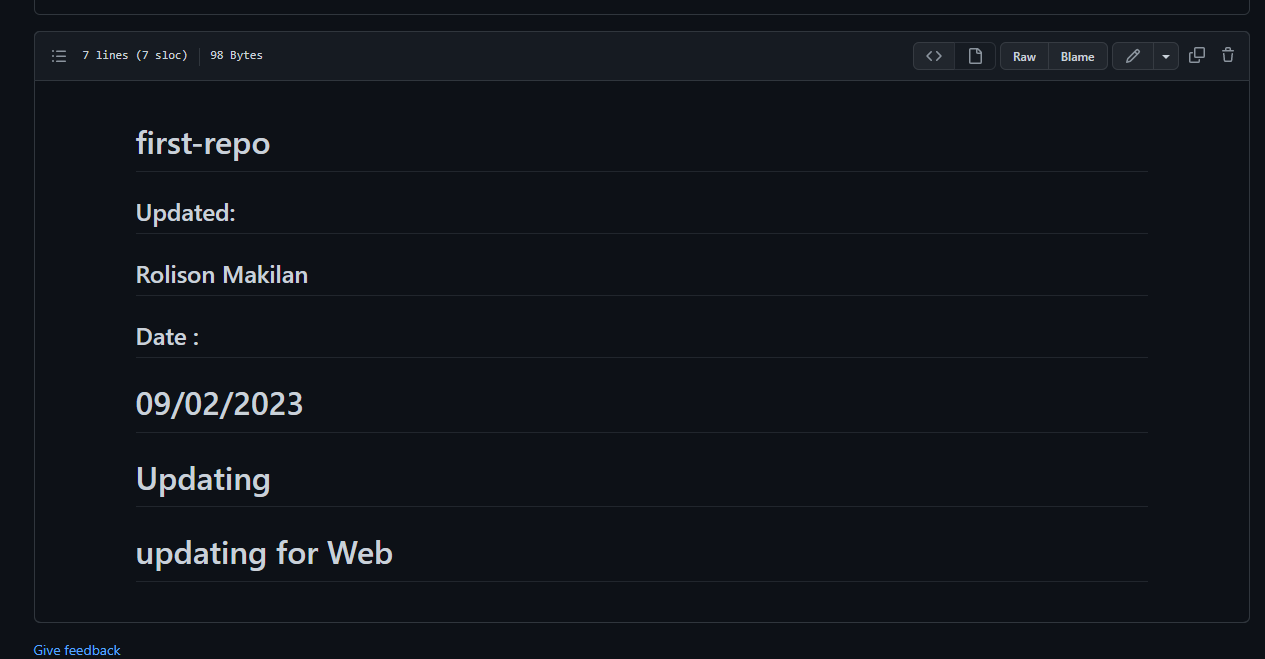 7 lines (7 sloc) 98 Bytes Raw Blame
first-repo
Updated:
Rolison Makilan
Date :
09/02/2023
Updating
updating for Web
Give feedback